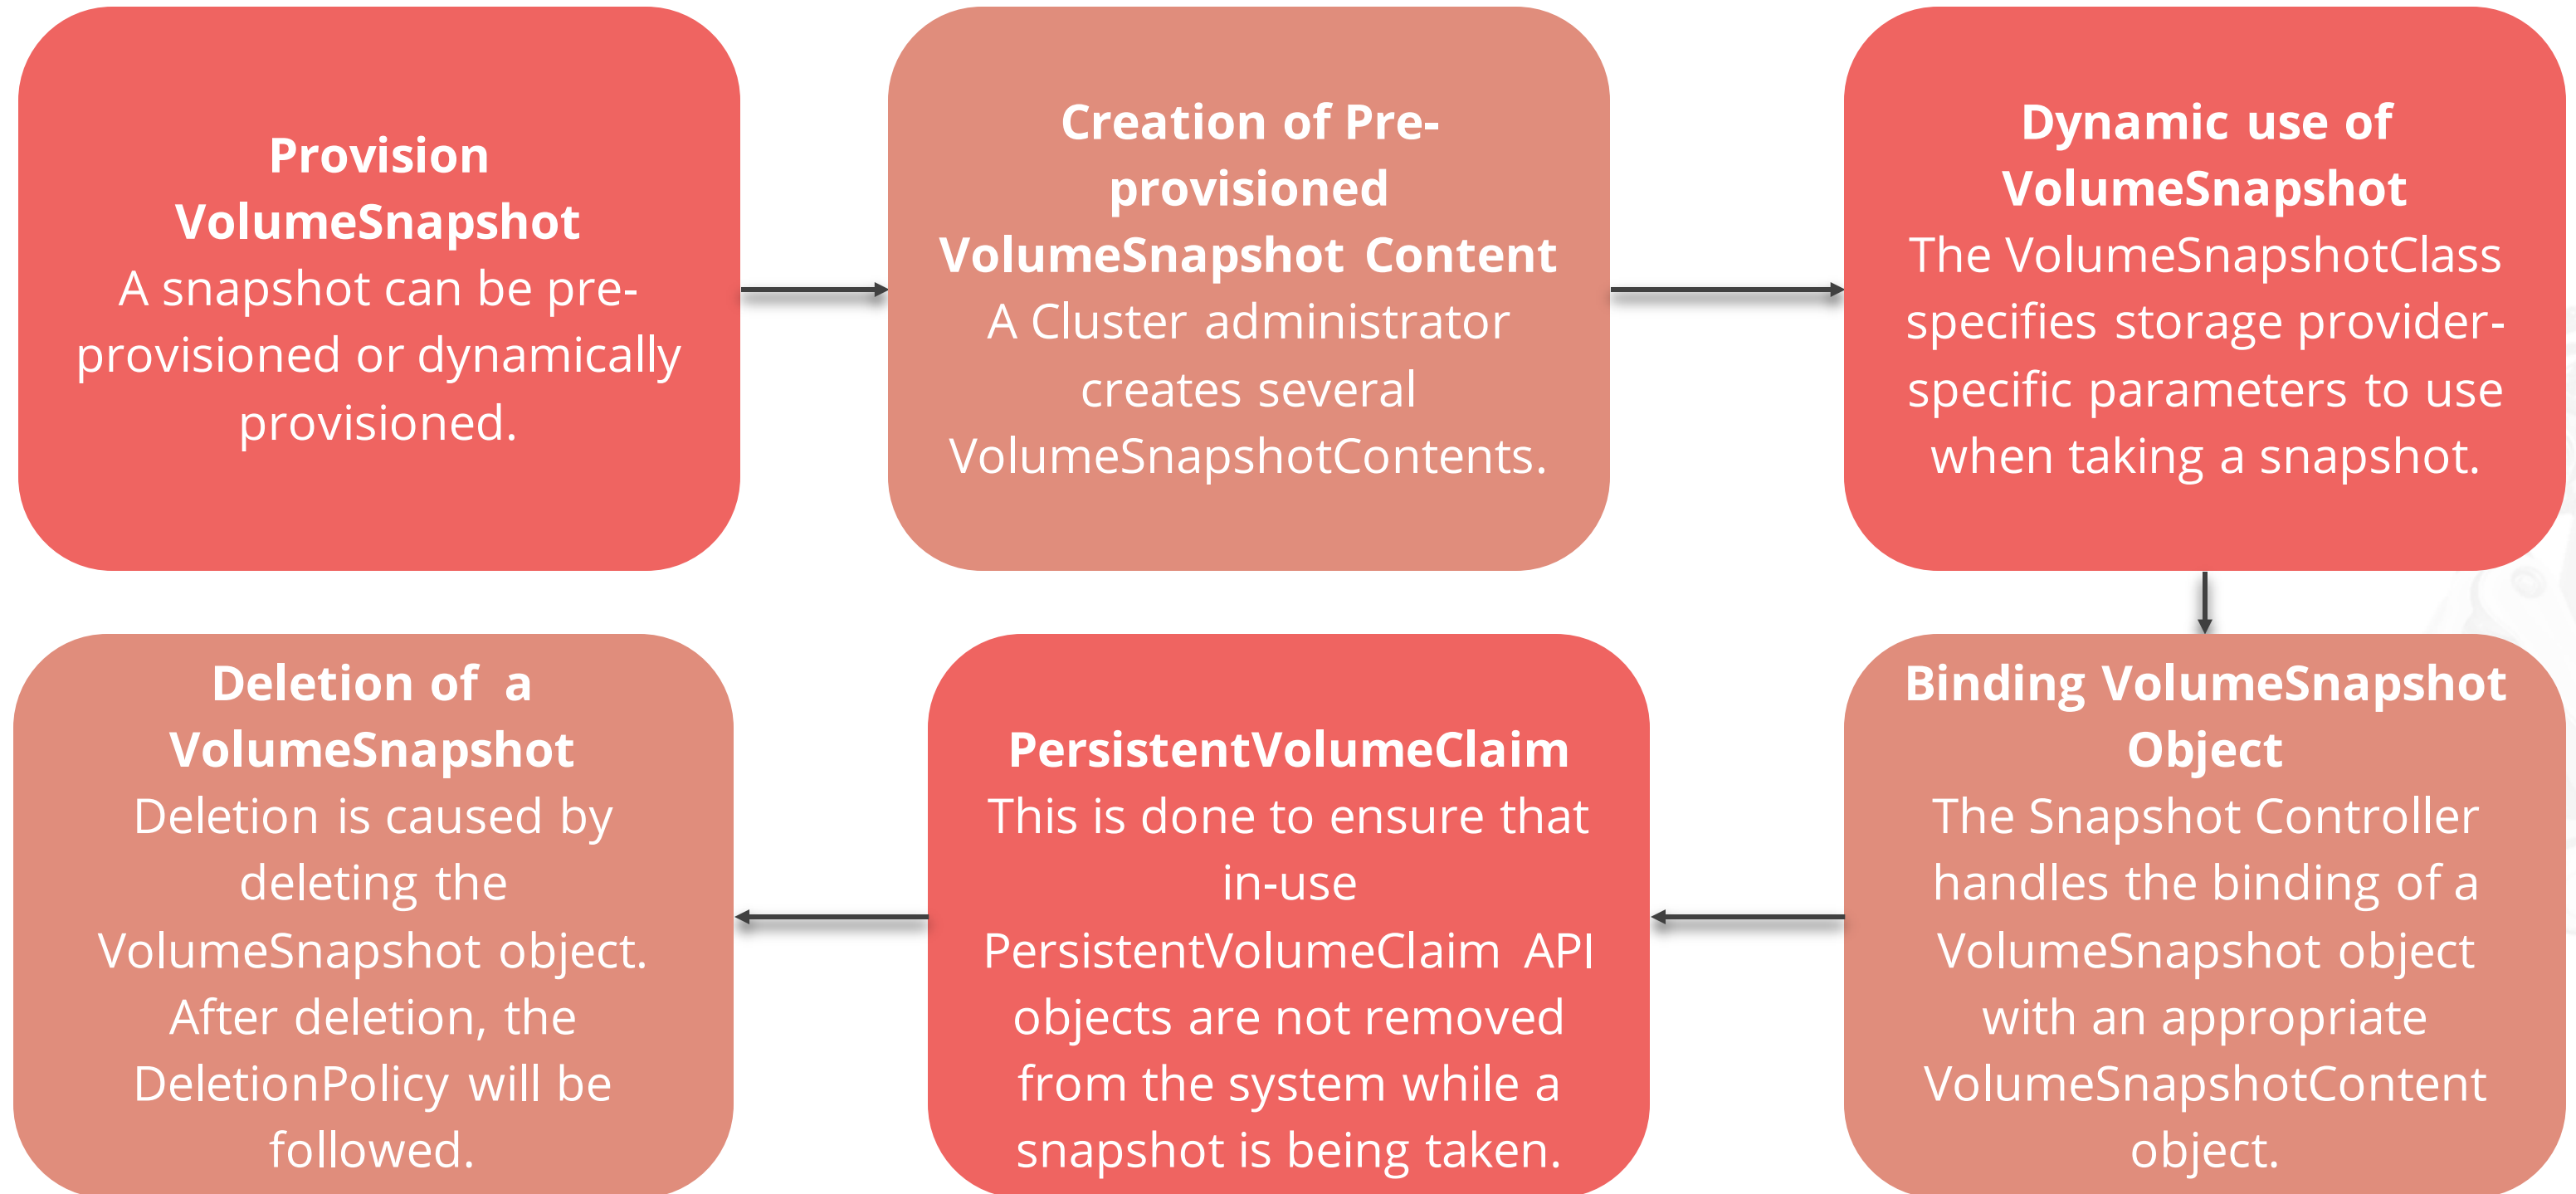 Provision
VolumeSnapshot
A snapshot can be pre-
provisioned or dynamically
provisioned.
Creation of Pre-
provisioned
VolumeSnapshot Content
A Cluster administrator
creates several
VolumeSnapshotContents.
Dynamic use of
VolumeSnapshot
The VolumeSnapshotClass
specifies storage provider-
specific parameters to use
when taking a snapshot.
Binding VolumeSnapshot
Object
The Snapshot Controller
handles the binding of a
VolumeSnapshot object
with an appropriate
VolumeSnapshotContent
object.
PersistentVolumeClaim
This is done to ensure that
in-use
PersistentVolumeClaim API
objects are not removed
from the system while a
snapshot is being taken.
Deletion of a
VolumeSnapshot
Deletion is caused by
deleting the
VolumeSnapshot object.
After deletion, the
DeletionPolicy will be
followed.